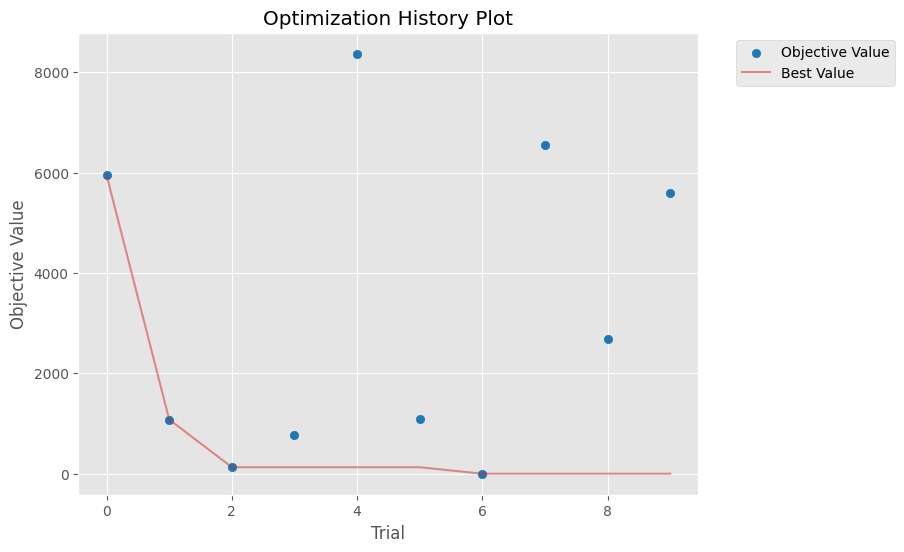 Optimization History Plot
Objective Value
Best Value
8000
6000
4000
2000
0
Objective Value
0 2 4 6 8
Trial